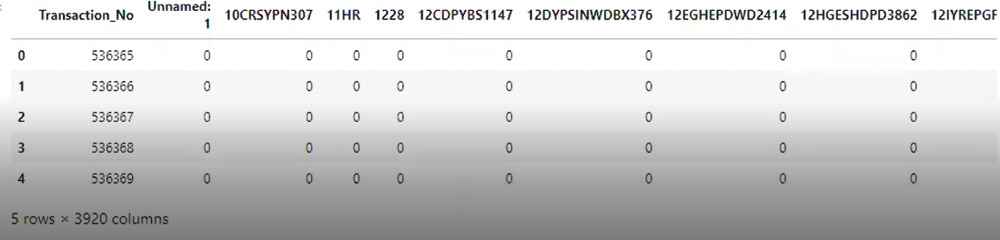 Transaction_No Unnamed: 1 10CRSYPN307 11HR 1228 12CDPYBS1147 12DYPSINWDBX376 12EGHEPDWD2414 12HGESHDPD3862 12IYREPGF
0 536365 0 0 0 0 0 0 0 0
1 536366 0 0 0 0 0 0 0 0
2 536367 0 0 0 0 0 0 0 0
3 536368 0 0 0 0 0 0 0 0
4 536369 0 0 0 0 0 0 0 0
5 rows × 3920 columns